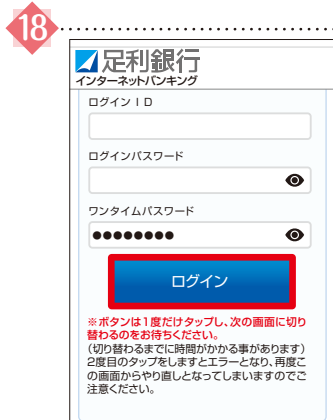 18
足利銀行
インターネットバンキング
ログインID
ログインパスワード
ワンタイムパスワード
●●●●●●●●
ログイン
※ボタンは1度だけタップし、次の画面に切り
替わるのをお待ちください。
(切り替わるまでに時間がかかる事があります)
2度目のタップをしますとエラーとなり、再度こ
の画面からやり直しとなってしまいますのでご
注意ください。